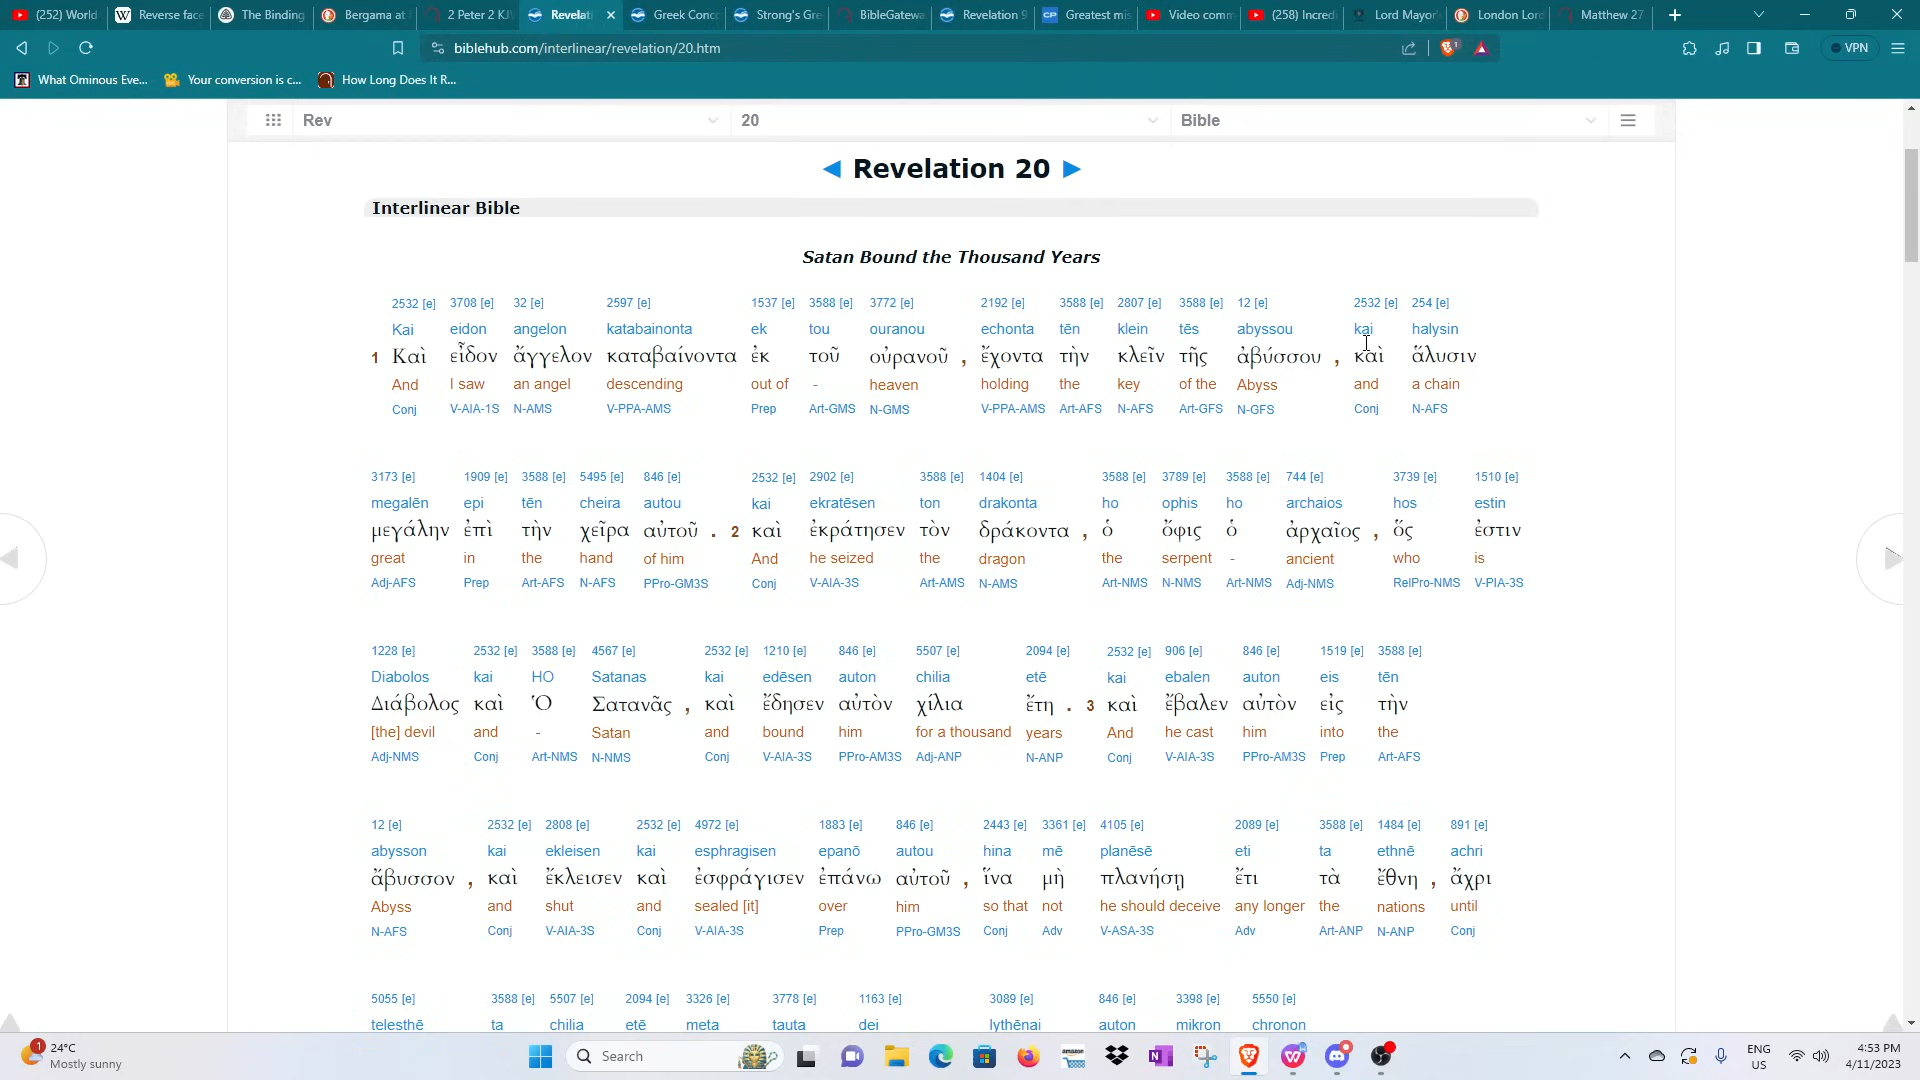 (252) World
Reverse face
The Binding
Bergama at
2 Peter 2 KJV
Revelati
Greek Conc
Strong's Gre
BibleGatewa
Revelation 9
Greatest mis
Video comm
(258) Incredi
Lord Mayor'
London Lord
Matthew 27
biblehub.com/interlinear/revelation/20.htm
VPN
What Ominous Eve...
Your conversion is c...
How Long Does It R...
Rev 20 Bible
◄ Revelation 20 ►
Interlinear Bible
Satan Bound the Thousand Years
2532 [e] 3708 [e] 32 [e] 2597 [e] 1537 [e] 3588 [e] 3772 [e] 2192 [e] 3588 [e] 2807 [e] 3588 [e] 12 [e] 2532 [e] 254 [e]
Kai eidon angelon katabainonta ek tou ouranou echonta tēn klein tēs abyssou kai halysin
1 Καὶ εἶδον ἄγγελον καταβαίνοντα ἐκ τοῦ οὐρανοῦ , ἔχοντα τὴν κλεῖν τῆς ἀβύσσου , καὶ ἅλυσιν
And I saw an angel descending out of - heaven holding the key of the Abyss and a chain
Conj V-AIA-1S N-AMS V-PPA-AMS Prep Art-GMS N-GMS V-PPA-AMS Art-AFS N-AFS Art-GFS N-GFS Conj N-AFS
3173 [e] 1909 [e] 3588 [e] 5495 [e] 846 [e] 2532 [e] 2902 [e] 3588 [e] 1404 [e] 3588 [e] 3789 [e] 3588 [e] 744 [e] 3739 [e] 1510 [e]
megalēn epi tēn cheira autou kai ekratēsen ton drakonta ho ophis ho archaios hos estin
μεγάλην ἐπὶ τὴν χεῖρα αὐτοῦ . 2 καὶ ἐκράτησεν τὸν δράκοντα , ὁ ὄφις ὁ ἀρχαῖος , ὅς ἐστιν
great in the hand of him And he seized the dragon the serpent - ancient who is
Adj-AFS Prep Art-AFS N-AFS PPro-GM3S Conj V-AIA-3S Art-AMS N-AMS Art-NMS N-NMS Art-NMS Adj-NMS RelPro-NMS V-PIA-3S
1228 [e] 2532 [e] 3588 [e] 4567 [e] 2532 [e] 1210 [e] 846 [e] 5507 [e] 2094 [e] 2532 [e] 906 [e] 846 [e] 1519 [e] 3588 [e]
Diabolos kai HO Satanas kai edēsen auton chilia etē kai ebalen auton eis tēn
Διάβολος καὶ Ὁ Σατανᾶς , καὶ ἔδησεν αὐτὸν χίλια ἔτη . 3 καὶ ἔβαλεν αὐτὸν εἰς τὴν
[the] devil and - Satan and bound him for a thousand years And he cast him into the
Adj-NMS Conj Art-NMS N-NMS Conj V-AIA-3S PPro-AM3S Adj-ANP N-ANP Conj V-AIA-3S PPro-AM3S Prep Art-AFS
12 [e] 2532 [e] 2808 [e] 2532 [e] 4972 [e] 1883 [e] 846 [e] 2443 [e] 3361 [e] 4105 [e] 2089 [e] 3588 [e] 1484 [e] 891 [e]
abysson kai ekleisen kai esphragisen epanō autou hina mē planēsē eti ta ethnē achri
ἄβυσσον , καὶ ἔκλεισεν καὶ ἐσφράγισεν ἐπάνω αὐτοῦ , ἵνα μὴ πλανήσῃ ἔτι τὰ ἔθνη , ἄχρι
Abyss and shut and sealed [it] over him so that not he should deceive any longer the nations until
N-AFS Conj V-AIA-3S Conj V-AIA-3S Prep PPro-GM3S Conj Adv V-ASA-3S Adv Art-ANP N-ANP Conj
5055 [e] 3588 [e] 5507 [e] 2094 [e] 3326 [e] 3778 [e] 1163 [e] 3089 [e] 846 [e] 3398 [e] 5550 [e]
telesthē ta chilia etē meta tauta dei lythēnai auton mikron chronon
24°C
Mostly sunny
Search
ENG
US
4:53 PM
4/11/2023